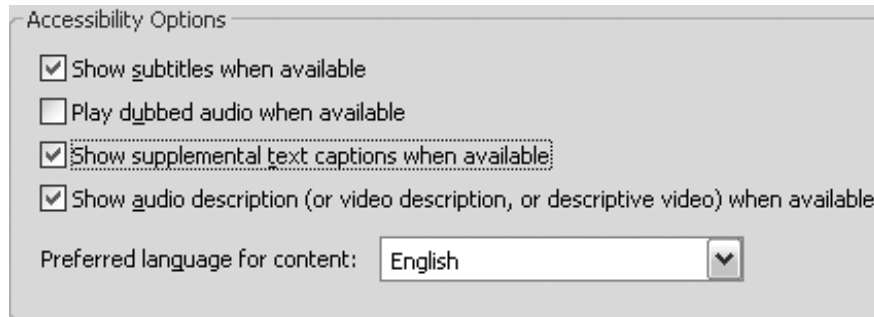 Accessibility Options
Show subtitles when available
Play dubbed audio when available
Show supplemental text captions when available
Show audio description (or video description, or descriptive video) when available
Preferred language for content: English